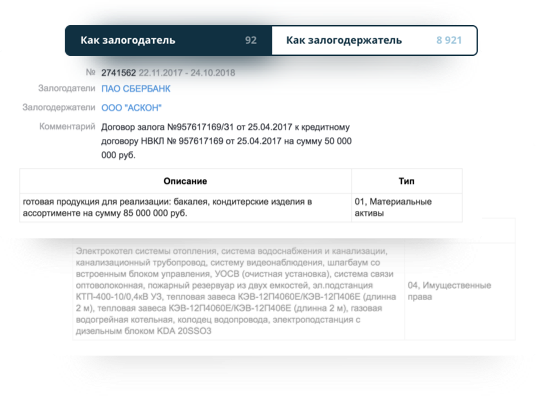 Как залогодатель 92 Как залогодержатель 8 921
№ 2741562 22.11.2017 - 24.10.2018
Залогодатели ПАО СБЕРБАНК
Залогодержатели ООО "АСКОН"
Комментарий Договор залога №957617169/31 от 25.04.2017 к кредитному
договору НВКЛ № 957617169 от 25.04.2017 на сумму 50 000
000 руб.
Описание Тип
готовая продукция для реализации: бакалея, кондитерские изделия в 01, Материальные
ассортименте на сумму 85 000 000 руб. активы
Электрокотел системы отопления, система водоснабжения и канализации,
канализационный трубопровод, систему видеонаблюдения, шлагбаум со
встроенным блоком управления, УОСВ (очистная установка), система связи
оптоволоконная, пожарный резервуар из двух емкостей, эл.подстанция 04, Имущественные
КТП-400-10/0,4кВ У3, тепловая завеса КЭВ-12П4060Е/КЭВ-12П406Е (длинна права
2 м), тепловая завеса КЭВ-12П4060Е/КЭВ-12П406Е (длинна 2 м), газовая
водогрейная котельная, колодец водопровода, электроподстанция с
дизельным блоком KDA 20SSO3